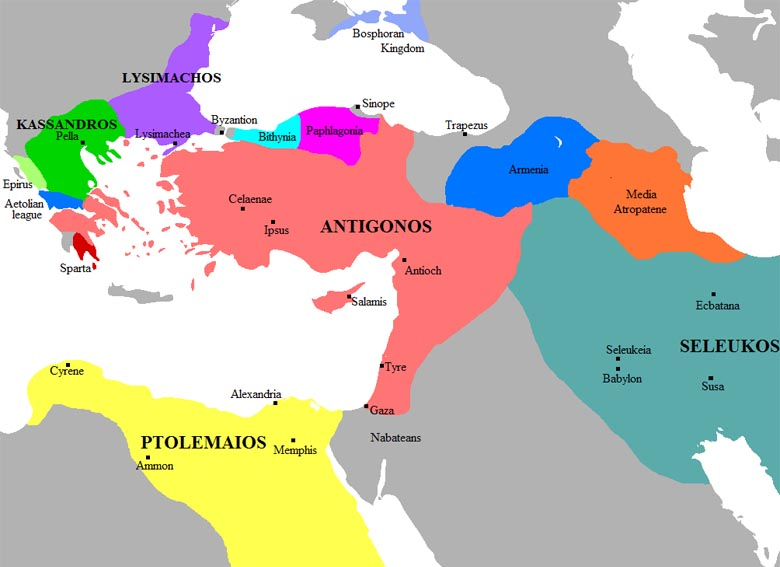 Bosphoran
Kingdom
LYSIMACHOS
Sinope
KASSANDROS
Byzantion
Trapezus
Pella
Lysimachea
Bithynia
Paphlagonia
Armenia
Epirus
Media
Atropatene
Aetolian
league
Celaenae
Ipsus
ANTIGONOS
Sparta
Antioch
Salamis
Ecbatana
Seleukeia
SELEUKOS
Cyrene
Tyre
Babylon
Susa
Alexandria
Gaza
PTOLEMAIOS
Memphis
Nabateans
Ammon